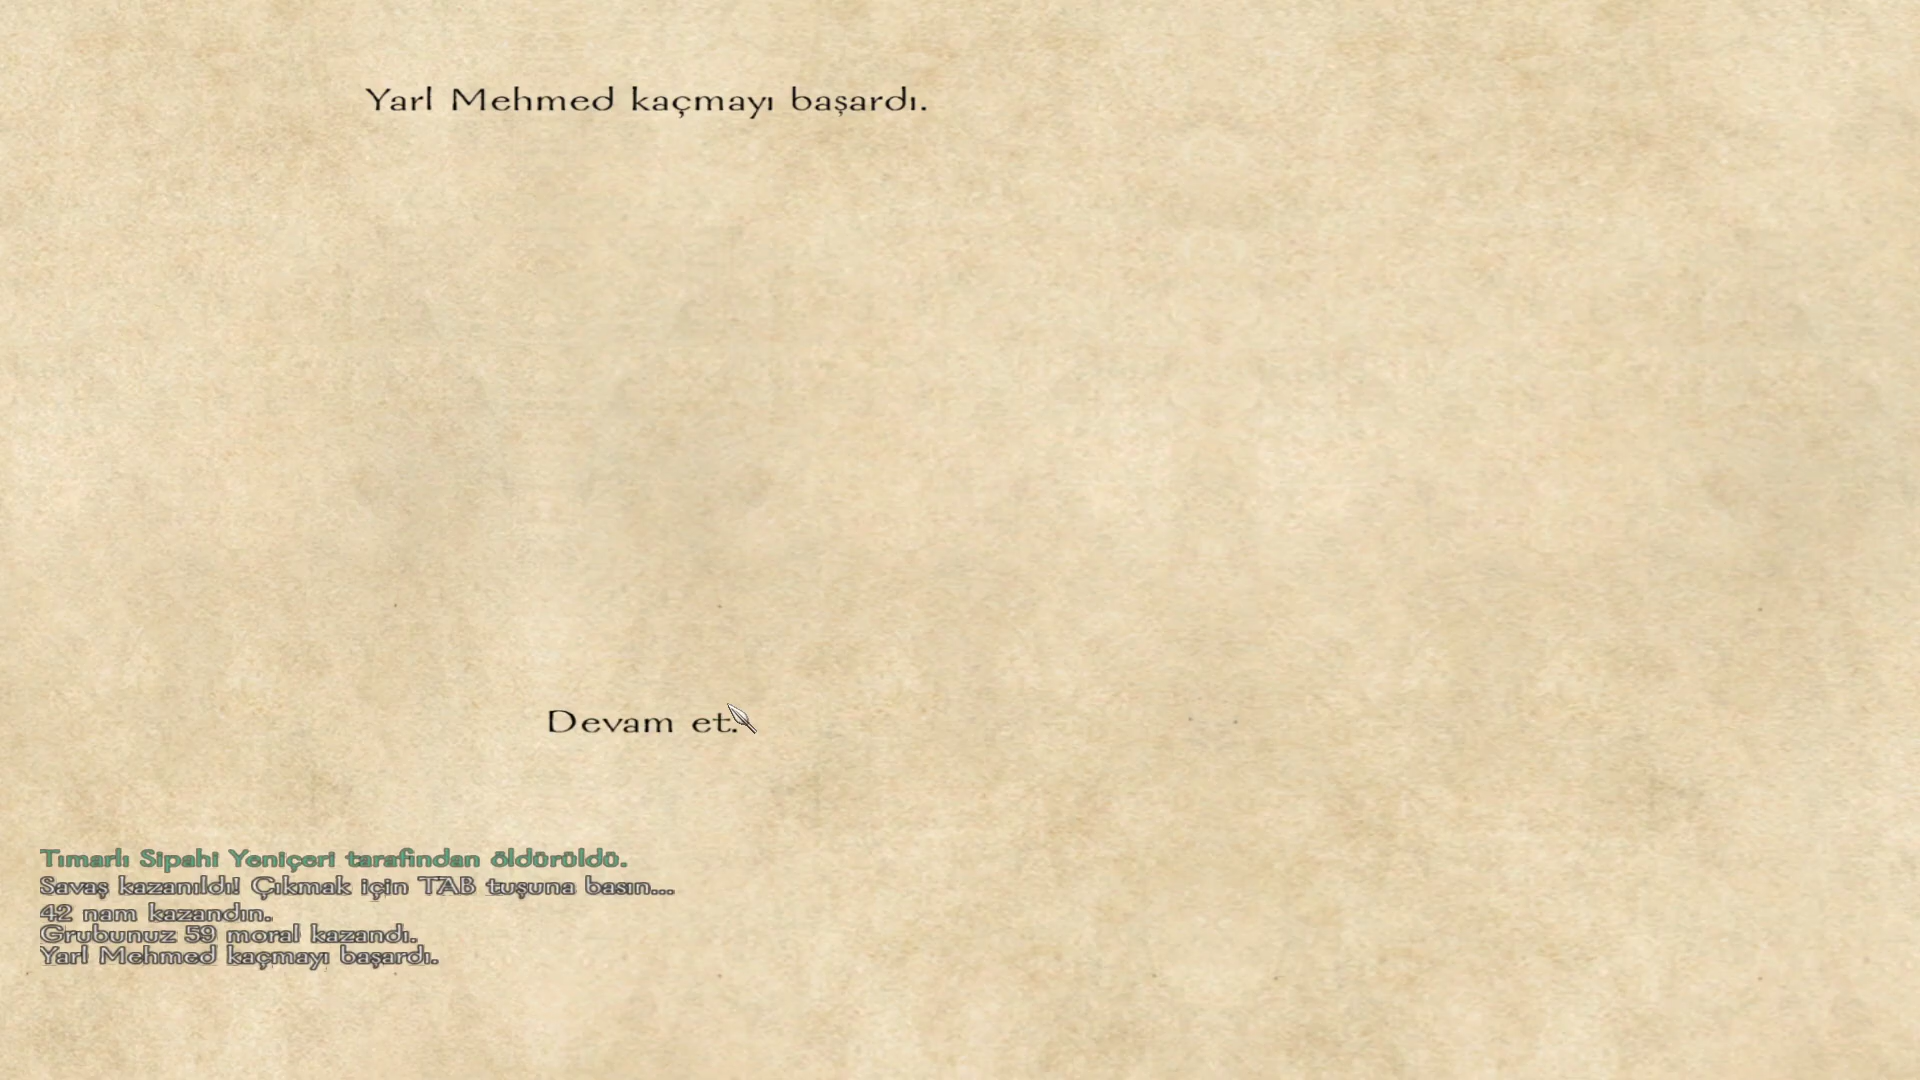 Yarl Mehmed kaçmayı başardı.
Devam et.
Tımarlı Sipahi Yeniçeri tarafından öldürüldü.
Savaş kazanıldı! Çıkmak için TAB tuşuna basın...
42 nam kazandın.
Grubunuz 59 moral kazandı.
Yarl Mehmed kaçmayı başardı.